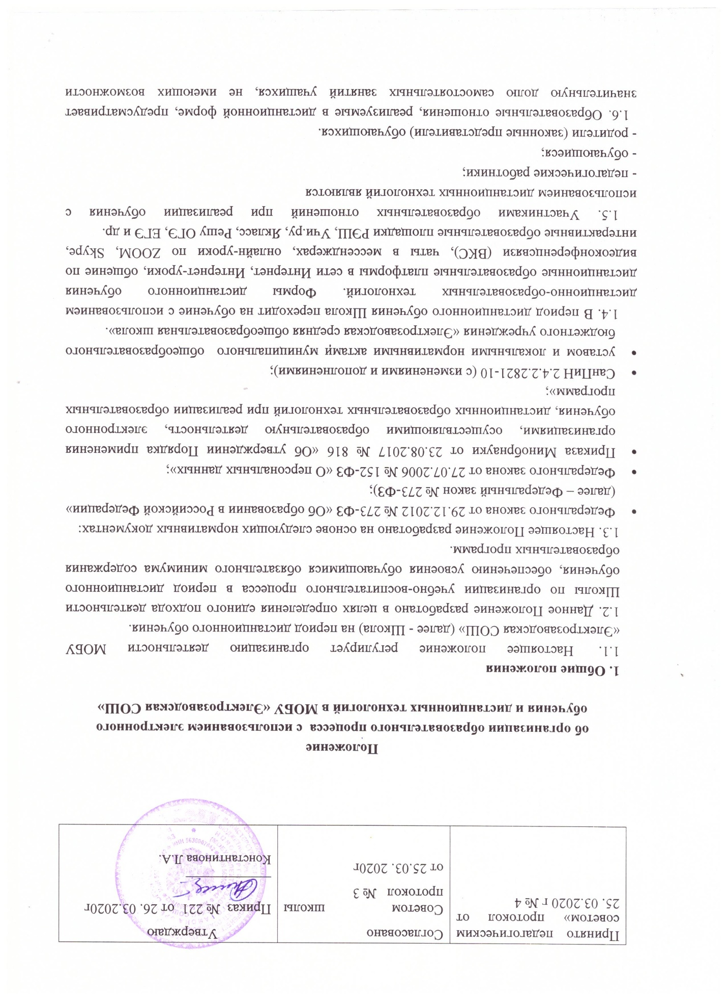 Принято педагогическим
советом» протокол от
25. 03.2020 г № 4
Согласовано
Советом школы
протокол № 3
от 25.03. 2020г
Утверждаю
Приказ № 221 от 26. 03.2020г
Константинова Л.А.
ИНН 5630007842
Положение
об организации образовательного процесса с использованием электронного
обучения и дистанционных технологий в МОБУ «Электрозаводская СОШ»
1. Общие положения
1.1. Настоящее положение регулирует организацию деятельности МОБУ
«Электрозаводская СОШ» (далее - Школа) на период дистанционного обучения.
1.2. Данное Положение разработано в целях определения единого подхода деятельности
Школы по организации учебно-воспитательного процесса в период дистанционного
обучения, обеспечению усвоения обучающимися обязательного минимума содержания
образовательных программ.
1.3. Настоящее Положение разработано на основе следующих нормативных документах:
• Федерального закона от 29.12.2012 № 273-ФЗ «Об образовании в Российской Федерации»
(далее – Федеральный закон № 273-ФЗ);
• Федерального закона от 27.07.2006 № 152-ФЗ «О персональных данных»;
• Приказа Минобрнауки от 23.08.2017 № 816 «Об утверждении Порядка применения
организациями, осуществляющими образовательную деятельность, электронного
обучения, дистанционных образовательных технологий при реализации образовательных
программ»;
• СанПиН 2.4.2.2821-10 (с изменениями и дополнениями);
• уставом и локальными нормативными актами муниципального общеобразовательного
бюджетного учреждения «Электрозаводская средняя общеобразовательная школа».
1.4. В период дистанционного обучения Школа переходит на обучение с использованием
дистанционно-образовательных технологий. Формы дистанционного обучения
дистанционные образовательные платформы в сети Интернет, Интернет-уроки, общение по
видеоконференцсвязи (ВКС), чаты в мессенджерах, онлайн-уроки по ZOOM, Skype,
интерактивные образовательные площадки РЭШ, Учи.ру, Якласс, Решу ОГЭ, ЕГЭ и др.
1.5. Участниками образовательных отношений при реализации обучения с
использованием дистанционных технологий являются
- педагогические работники;
- обучающиеся;
- родители (законные представители) обучающихся.
1.6. Образовательные отношения, реализуемые в дистанционной форме, предусматривает
значительную долю самостоятельных занятий учащихся, не имеющих возможности